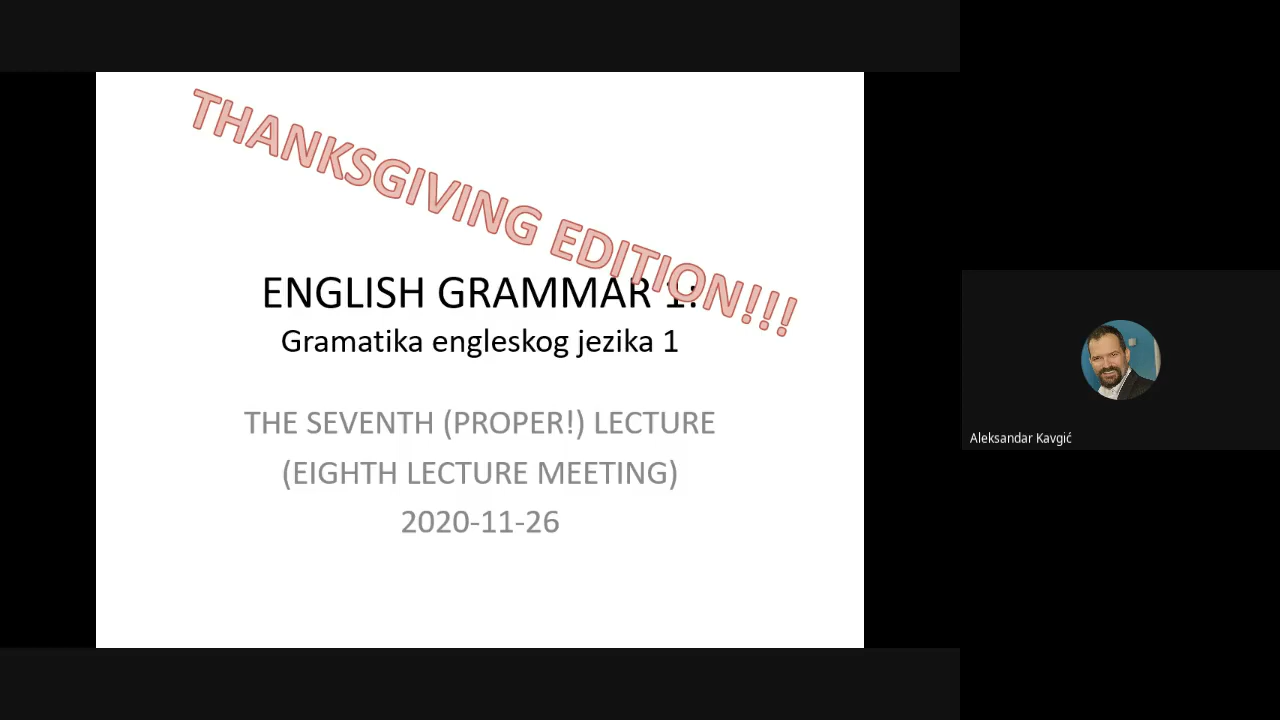 THANKSGIVING EDITION!!!
ENGLISH GRAMMAR 1:
Gramatika engleskog jezika 1
THE SEVENTH (PROPER!) LECTURE
(EIGHTH LECTURE MEETING)
2020-11-26
Aleksandar Kavgić